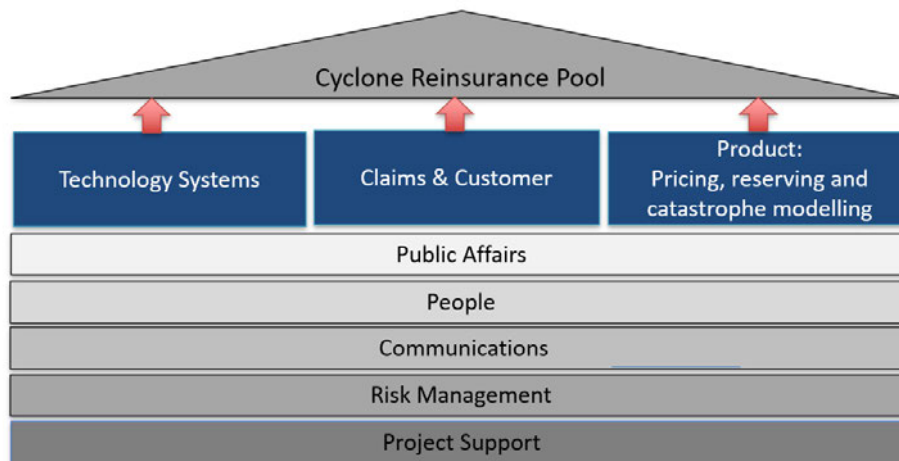 Cyclone Reinsurance Pool
Technology Systems
Claims & Customer
Product:
Pricing, reserving and
catastrophe modelling
Public Affairs
People
Communications
Risk Management
Project Support